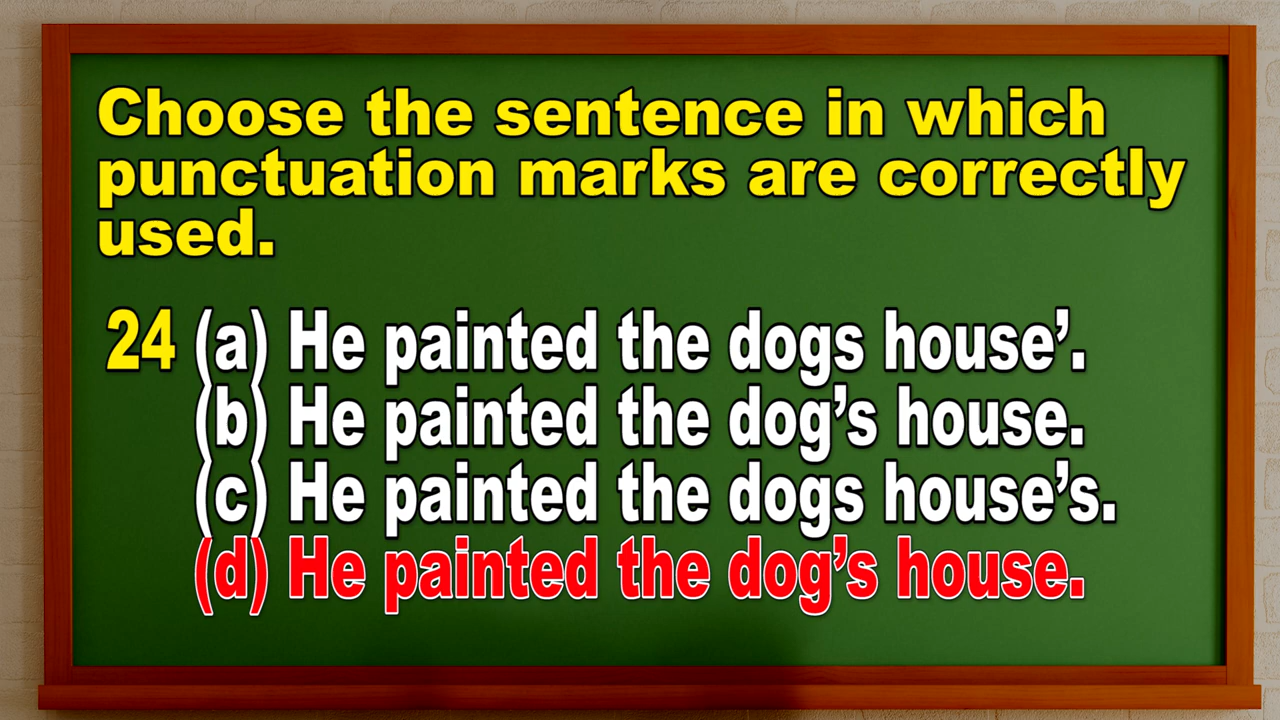 Choose the sentence in which
punctuation marks are correctly
used.
24 (a) He painted the dogs house’.
(b) He painted the dog’s house.
(c) He painted the dogs house’s.
(d) He painted the dog’s house.